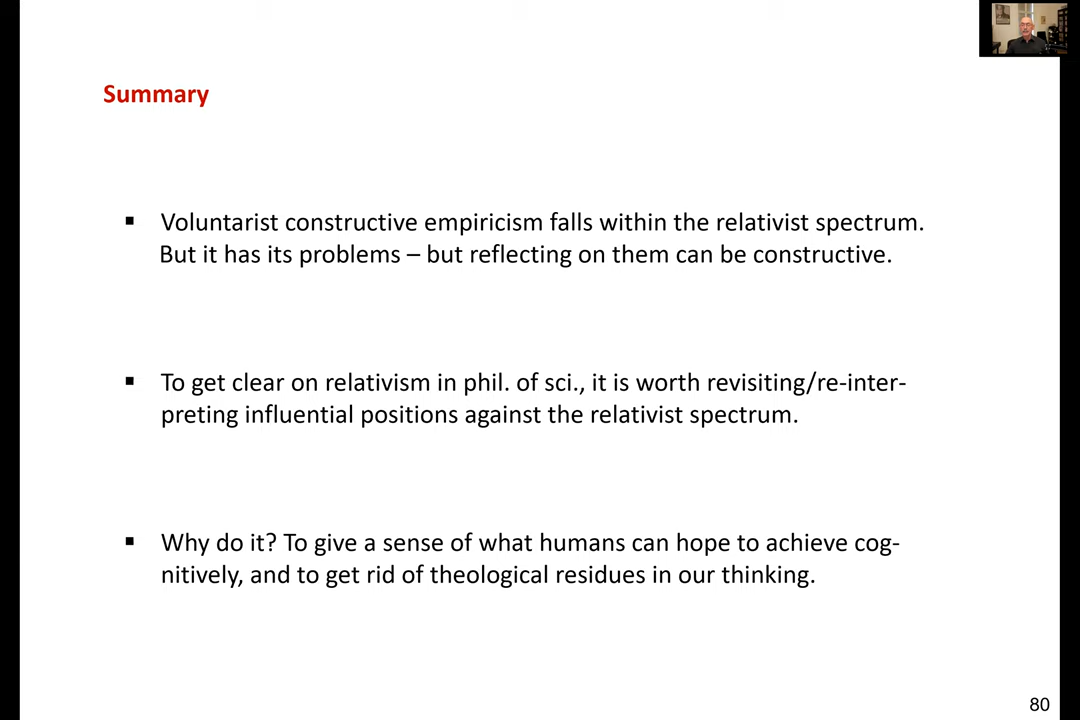 Summary
▪ Voluntarist constructive empiricism falls within the relativist spectrum.
But it has its problems – but reflecting on them can be constructive.
▪ To get clear on relativism in phil. of sci., it is worth revisiting/re-inter-
preting influential positions against the relativist spectrum.
▪ Why do it? To give a sense of what humans can hope to achieve cog-
nitively, and to get rid of theological residues in our thinking.
80